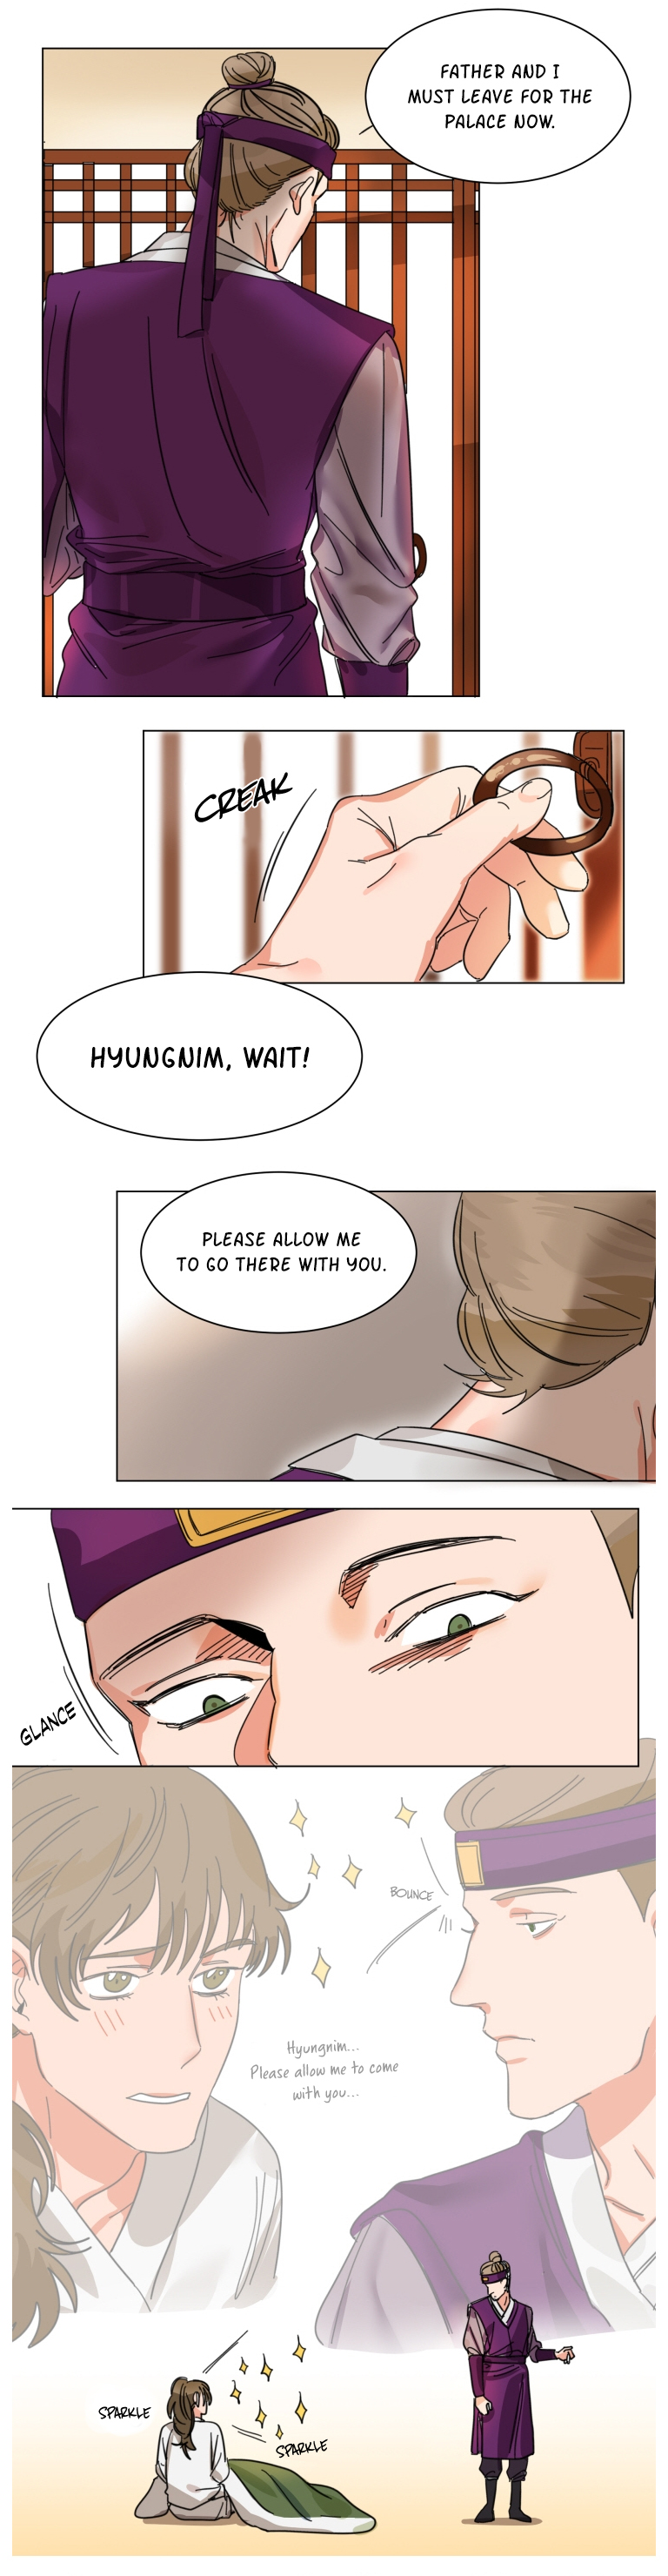 FATHER AND I
MUST LEAVE FOR THE
PALACE NOW.
CREAK
HYUNGNIM, WAIT!
PLEASE ALLOW ME
TO GO THERE WITH YOU.
GLANCE
BOUNCE
Hyungnim...
Please allow me to come
with you...
SPARKLE
SPARKLE